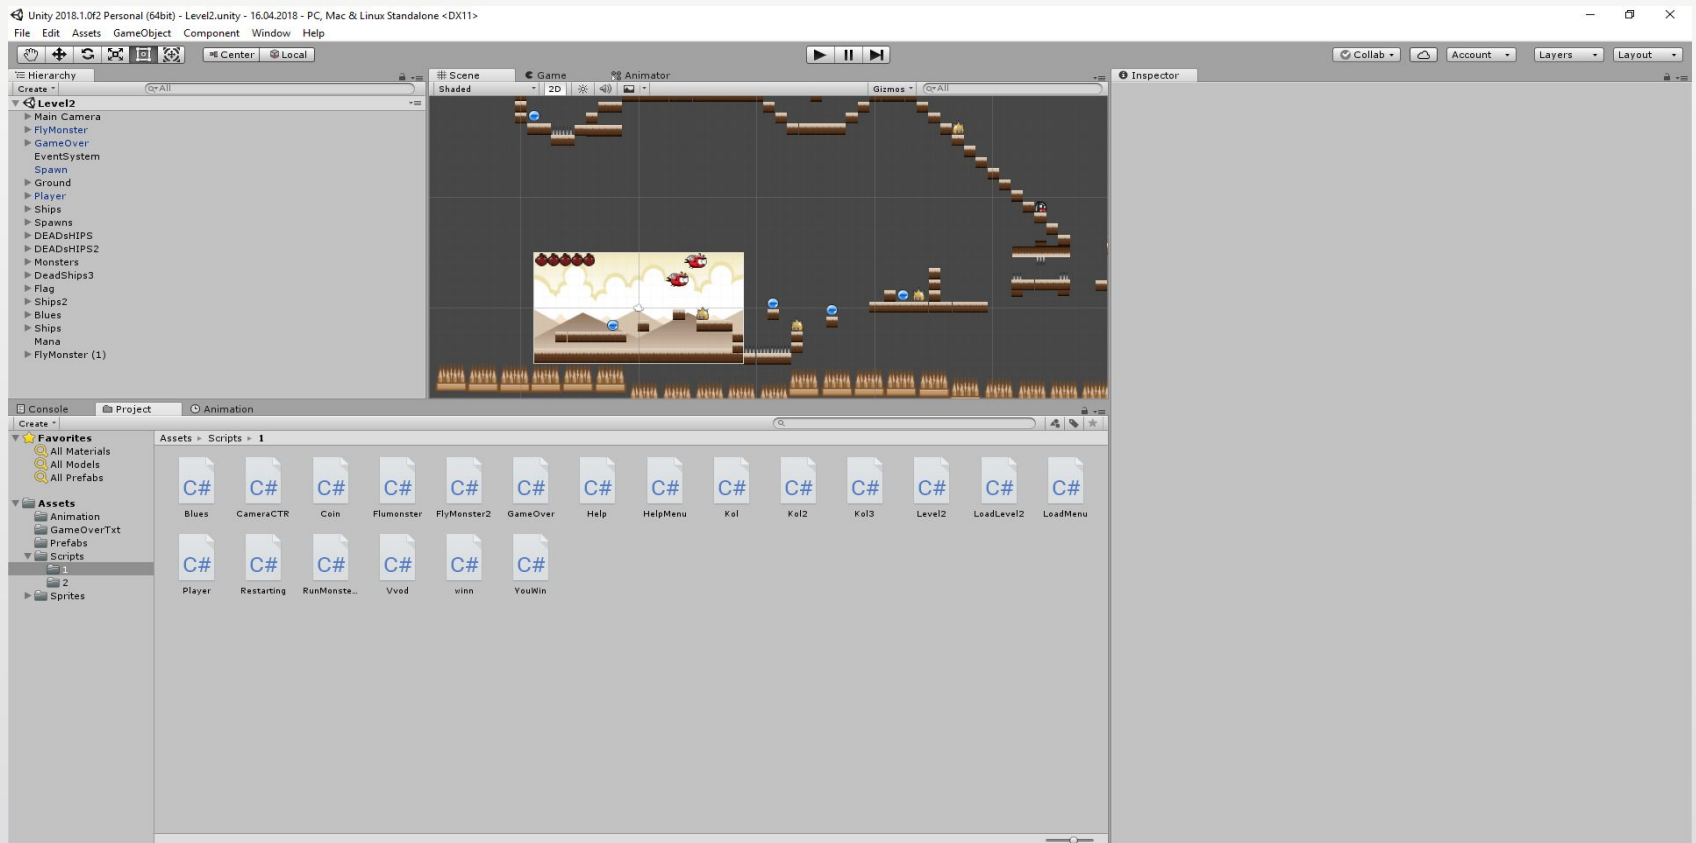 Unity 2018.1.0f2 Personal (64bit) - Level2.unity - 16.04.2018 - PC, Mac & Linux Standalone <DX11>
File Edit Assets GameObject Component Window Help
Center Local
Collab Account Layers Layout
Hierarchy
Create All
Level2
Main Camera
FlyMonster
GameOver
EventSystem
Spawn
Ground
Player
Ships
Spawns
DEADsHIPS
DEADsHIPS2
Monsters
DeadShips3
Flag
Ships2
Blues
Ships
Mana
FlyMonster (1)
Scene Game Animator
Shaded 2D Gizmos All
Inspector
Console Project Animation
Create
Favorites
All Materials
All Models
All Prefabs
Assets
Animation
GameOverTxt
Prefabs
Scripts
1
2
Sprites
Assets Scripts 1
C# C# C# C# C# C# C# C# C# C# C# C# C# C#
Blues CameraCTR Coin Flumonster FlyMonster2 GameOver Help HelpMenu Kol Kol2 Kol3 Level2 LoadLevel2 LoadMenu
C# C# C# C# C# C#
Player Restarting RunMonste... Vvod winn YouWin